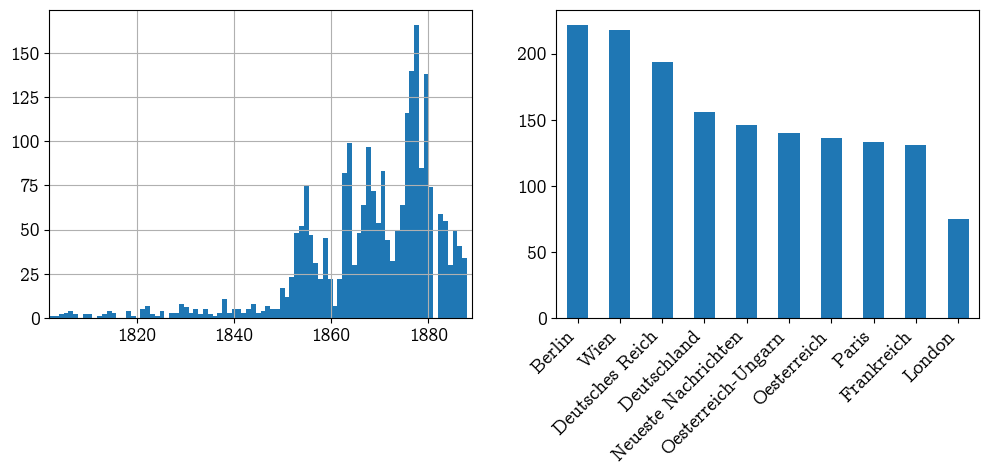 150
125
100
75
50
25
0
1820 1840 1860 1880
200
150
100
50
0
Berlin
Wien
Deutsches Reich
Deutschland
Neueste Nachrichten
Oesterreich-Ungarn
Oesterreich
Paris
Frankreich
London